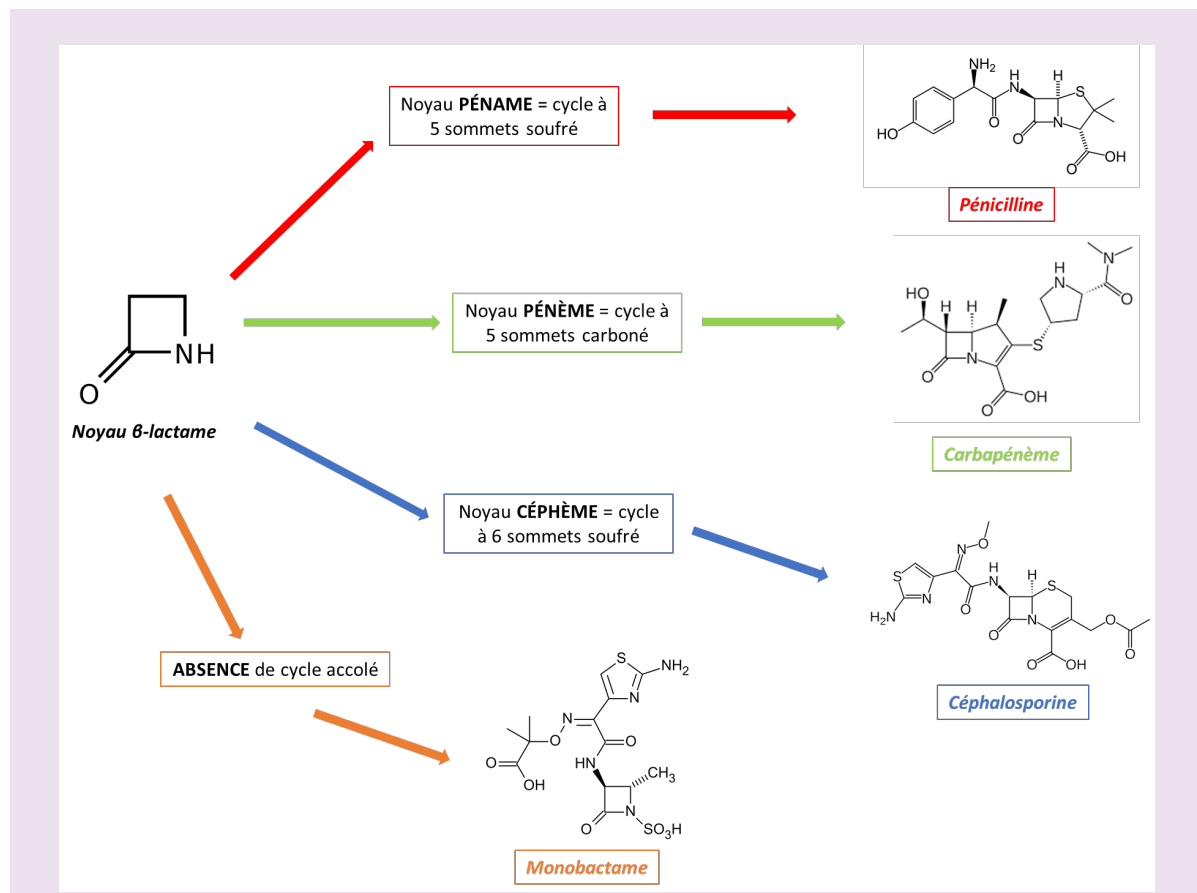 Noyau PÉNAME = cycle à
5 sommets soufré
NH₂
H
N
H
S
HO
O
O
N
O
OH
Pénicilline
Noyau PÉNÈME = cycle à
5 sommets carboné
HO
H
H
H
N
N
O
O
N
S
O
OH
Carbapénème
O
NH
Noyau β-lactame
Noyau CÉPHÈME = cycle
à 6 sommets soufré
N
O
S
N
H₂N
O
H
N
H
S
O
N
O
OH
O
O
Céphalosporine
ABSENCE de cycle accolé
S
NH₂
N
N
O
O
O
OH
HN
CH₃
O
N
SO₃H
Monobactame